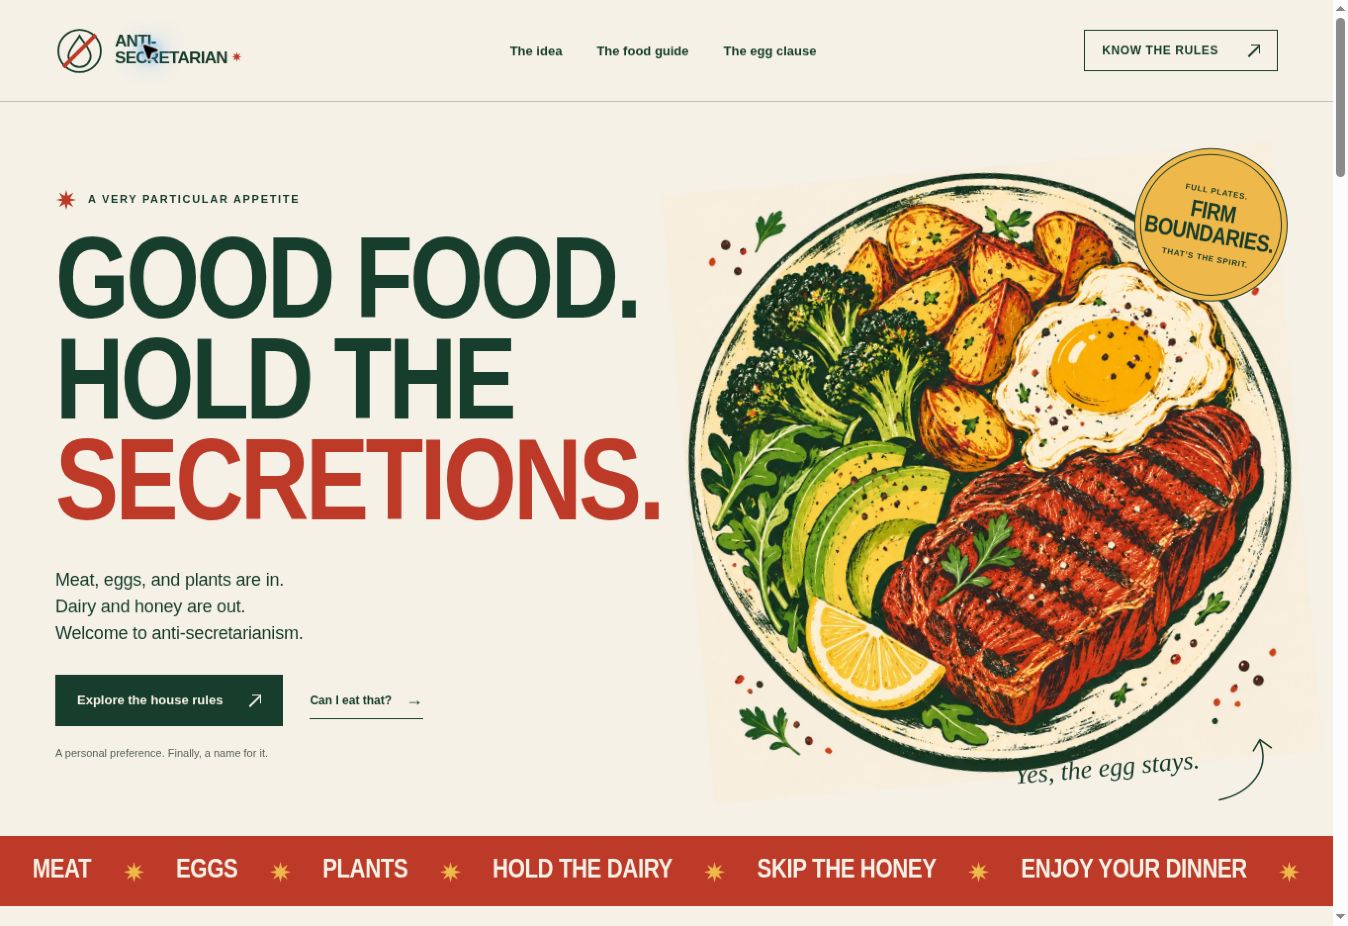 ANTI-
SECRETARIAN
The idea
The food guide
The egg clause
KNOW THE RULES
A VERY PARTICULAR APPETITE
GOOD FOOD.
HOLD THE
SECRETIONS.
Meat, eggs, and plants are in.
Dairy and honey are out.
Welcome to anti-secretarianism.
Explore the house rules
Can I eat that? →
A personal preference. Finally, a name for it.
FULL PLATES.
FIRM
BOUNDARIES.
THAT'S THE SPIRIT.
Yes, the egg stays.
MEAT EGGS PLANTS HOLD THE DAIRY SKIP THE HONEY ENJOY YOUR DINNER